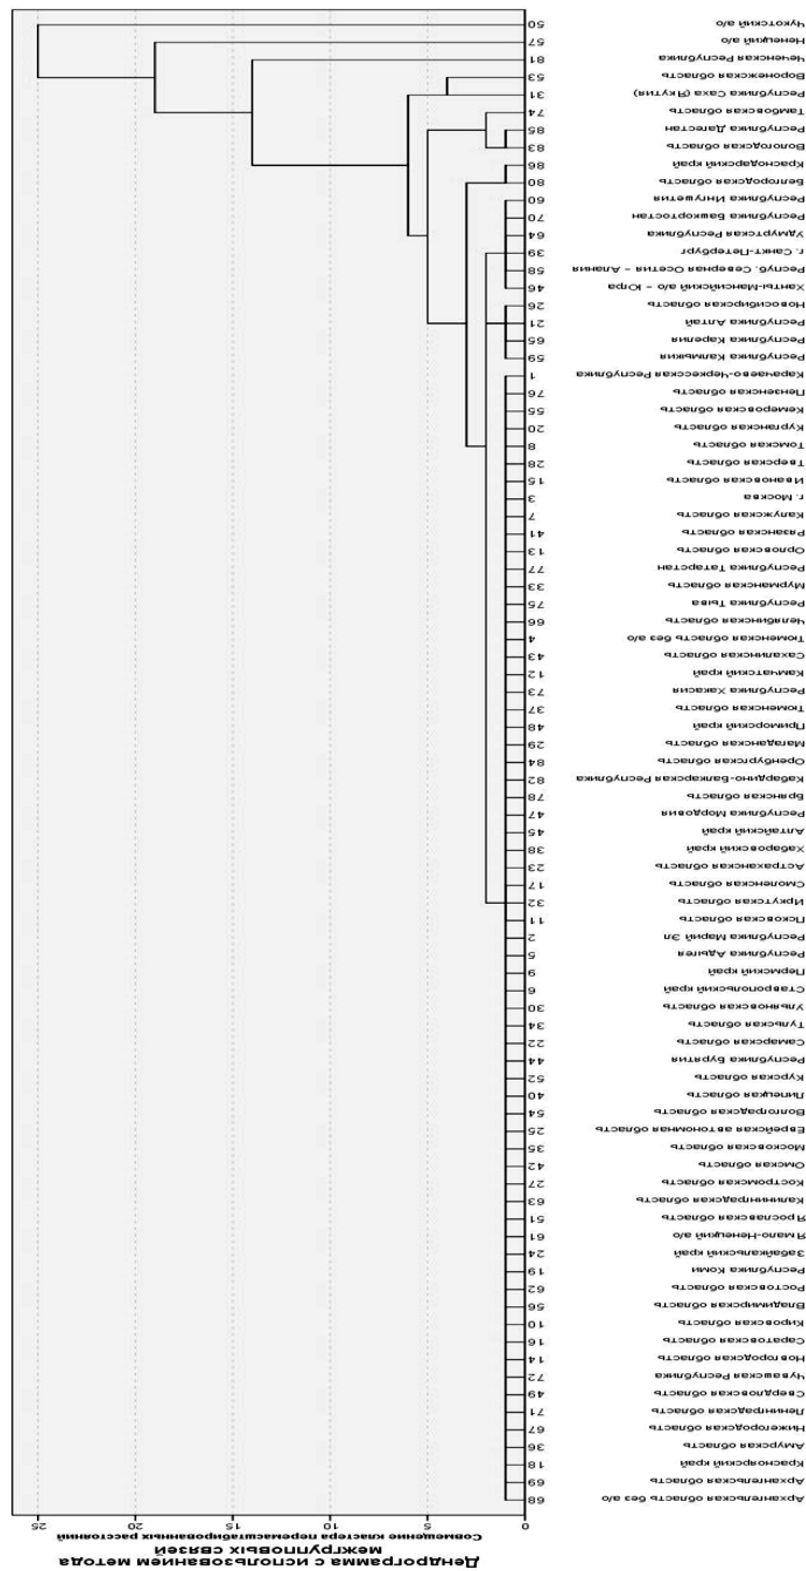 Дендрограмма с использованием метода
межгрупповых связей
Совмещение кластера перемасштабированных расстояний
0 5 10 15 20 25
Архангельская область без а/о 68
Архангельская область 69
Красноярский край 18
Амурская область 36
Нижегородская область 67
Ленинградская область 71
Свердловская область 49
Чувашская Республика 72
Новгородская область 14
Саратовская область 16
Кировская область 10
Владимирская область 56
Ростовская область 62
Республика Коми 19
Забайкальский край 24
Ямало-Ненецкий а/о 61
Ярославская область 51
Калининградская область 63
Костромская область 27
Омская область 42
Московская область 35
Еврейская автономная область 25
Волгоградская область 54
Липецкая область 40
Курская область 52
Республика Бурятия 44
Самарская область 22
Тульская область 34
Ульяновская область 30
Ставропольский край 6
Пермский край 9
Республика Адыгея 5
Республика Марий Эл 2
Псковская область 11
Иркутская область 32
Смоленская область 17
Астраханская область 23
Хабаровский край 38
Алтайский край 45
Республика Мордовия 47
Брянская область 78
Кабардино-Балкарская Республика 82
Оренбургская область 84
Магаданская область 29
Приморский край 48
Тюменская область 37
Республика Хакасия 73
Камчатский край 12
Сахалинская область 43
Тюменская область без а/о 4
Челябинская область 66
Республика Тыва 75
Мурманская область 33
Республика Татарстан 77
Орловская область 13
Рязанская область 41
Калужская область 7
г. Москва 3
Ивановская область 15
Тверская область 28
Томская область 8
Курганская область 20
Кемеровская область 55
Пензенская область 76
Карачаево-Черкесская Республика 1
Республика Калмыкия 59
Республика Карелия 65
Республика Алтай 21
Новосибирская область 26
Ханты-Мансийский а/о – Югра 46
Респуб. Северная Осетия – Алания 58
г. Санкт-Петербург 39
Удмуртская Республика 64
Республика Башкортостан 70
Республика Ингушетия 60
Белгородская область 80
Краснодарский край 86
Вологодская область 83
Республика Дагестан 85
Тамбовская область 74
Республика Саха (Якутия) 31
Воронежская область 53
Чеченская Республика 81
Ненецкий а/о 57
Чукотский а/о 50